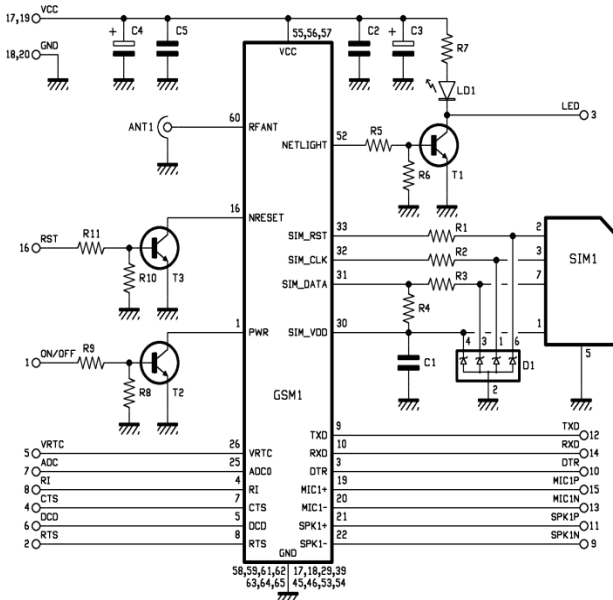 17,19 VCC
C4 C5 55,56,57 C2 C3
+ +
18,20 GND
VCC
R7
LD1
LED 3
ANT1 60 RFANT
NETLIGHT 52 R5
R6 T1
16 NRESET
16 RST R11
R10 T3
SIM_RST 33 R1 2
SIM_CLK 32 R2 3 SIM1
SIM_DATA 31 R3 7
R4
1 PWR SIM_VDD 30 1
1 ON/OFF R9
R8 T2
C1 4 3 1 6 D1
2 5
GSM1
TXD 9 TXD 12
RXD 10 RXD 14
5 VRTC 26 VRTC DTR 3 DTR 10
7 ADC 25 ADC0 MIC1+ 19 MIC1P 15
8 RI 4 RI MIC1- 20 MIC1N 13
4 CTS 7 CTS SPK1+ 21 SPK1P 11
6 DCD 5 DCD SPK1- 22 SPK1N 9
2 RTS 8 RTS
GND
58,59,61,62 17,18,29,39
63,64,65 45,46,53,54